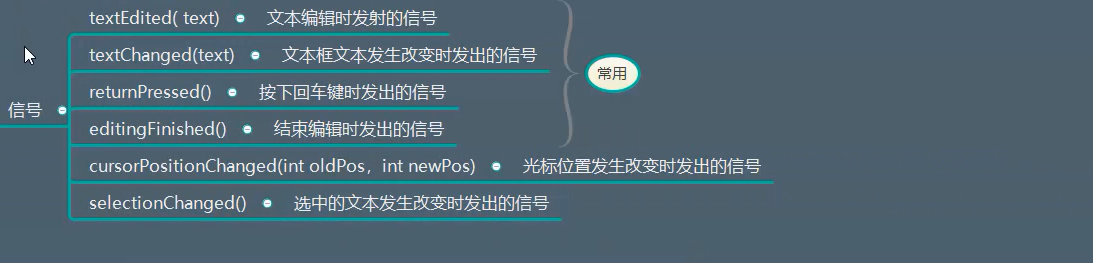 textEdited( text) 文本编辑时发射的信号
textChanged(text) 文本框文本发生改变时发出的信号
常用
returnPressed() 按下回车键时发出的信号
信号
editingFinished() 结束编辑时发出的信号
cursorPositionChanged(int oldPos，int newPos) 光标位置发生改变时发出的信号
selectionChanged() 选中的文本发生改变时发出的信号